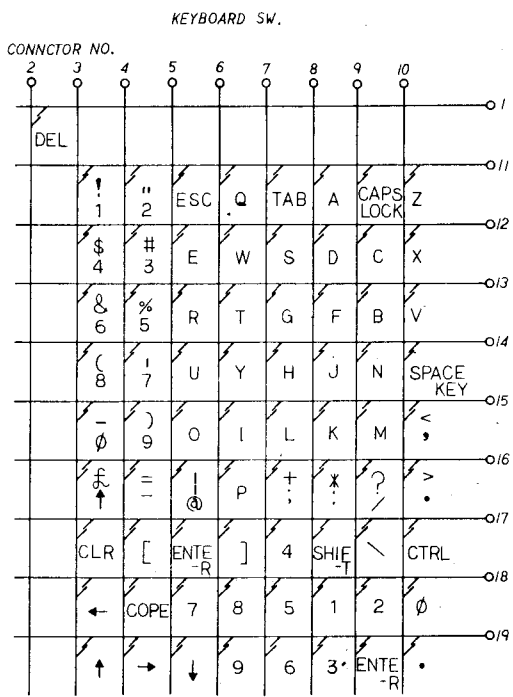 KEYBOARD SW.
CONNCTOR NO.
2 3 4 5 6 7 8 9 10
1
DEL
11
! " ESC Q TAB A CAPS Z
1 2 LOCK
12
$ # E W S D C X
4 3
13
& % R T G F B V
6 5
14
( ' U Y H J N SPACE
8 7 KEY
15
_ ) O I L K M <
Ø 9 ,
16
£ = | P + * ? >
↑ - @ ; : / .
17
CLR [ ENTE ] 4 SHIF \ CTRL
-R -T
18
← COPE 7 8 5 1 2 Ø
19
↑ → ↓ 9 6 3 ENTE .
-R